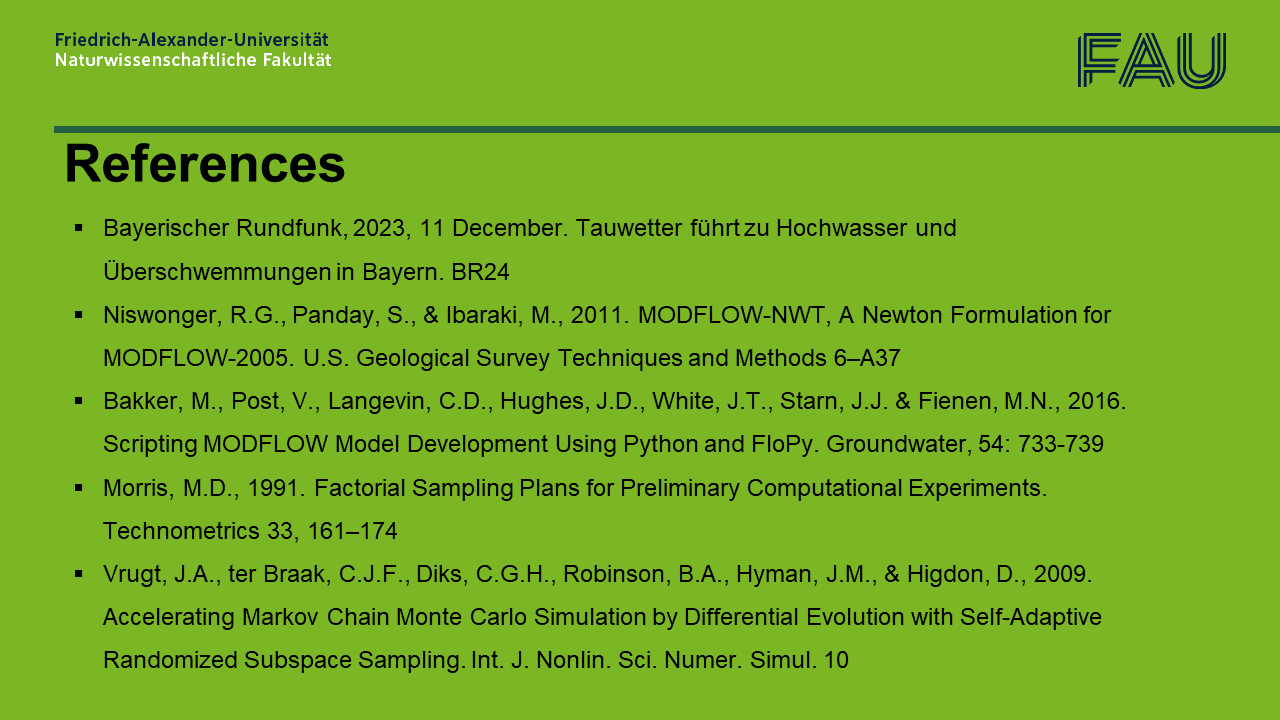 Friedrich-Alexander-Universität
Naturwissenschaftliche Fakultät
FAU
References
▪ Bayerischer Rundfunk, 2023, 11 December. Tauwetter führt zu Hochwasser und
Überschwemmungen in Bayern. BR24
▪ Niswonger, R.G., Panday, S., & Ibaraki, M., 2011. MODFLOW-NWT, A Newton Formulation for
MODFLOW-2005. U.S. Geological Survey Techniques and Methods 6–A37
▪ Bakker, M., Post, V., Langevin, C.D., Hughes, J.D., White, J.T., Starn, J.J. & Fienen, M.N., 2016.
Scripting MODFLOW Model Development Using Python and FloPy. Groundwater, 54: 733-739
▪ Morris, M.D., 1991. Factorial Sampling Plans for Preliminary Computational Experiments.
Technometrics 33, 161–174
▪ Vrugt, J.A., ter Braak, C.J.F., Diks, C.G.H., Robinson, B.A., Hyman, J.M., & Higdon, D., 2009.
Accelerating Markov Chain Monte Carlo Simulation by Differential Evolution with Self-Adaptive
Randomized Subspace Sampling. Int. J. Nonlin. Sci. Numer. Simul. 10